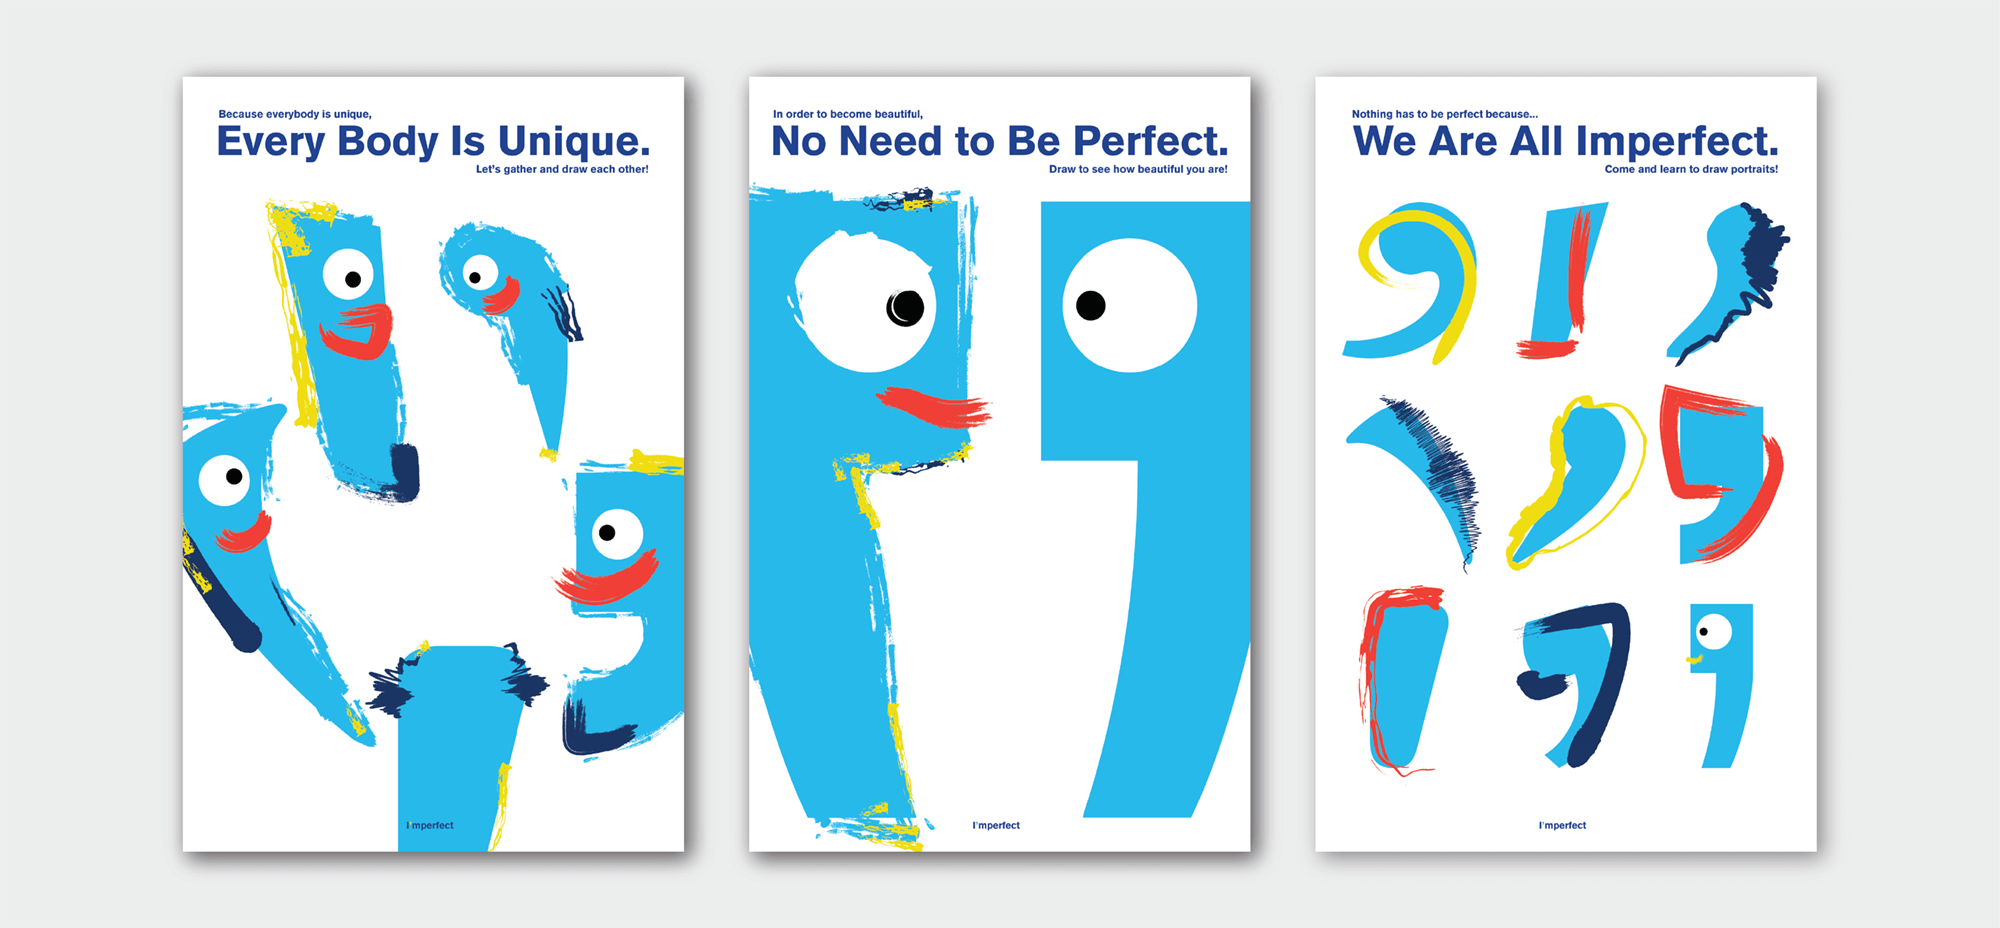 Because everybody is unique,
Every Body Is Unique.
Let's gather and draw each other!
I'mperfect
In order to become beautiful,
No Need to Be Perfect.
Draw to see how beautiful you are!
I'mperfect
Nothing has to be perfect because...
We Are All Imperfect.
Come and learn to draw portraits!
I'mperfect